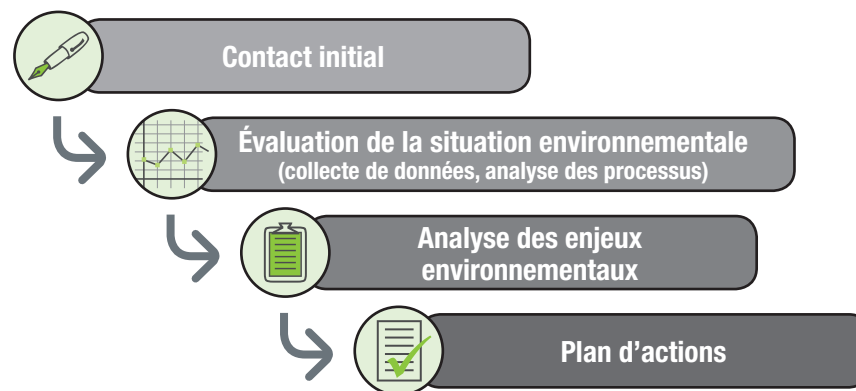 Contact initial
Évaluation de la situation environnementale
(collecte de données, analyse des processus)
Analyse des enjeux
environnementaux
Plan d’actions